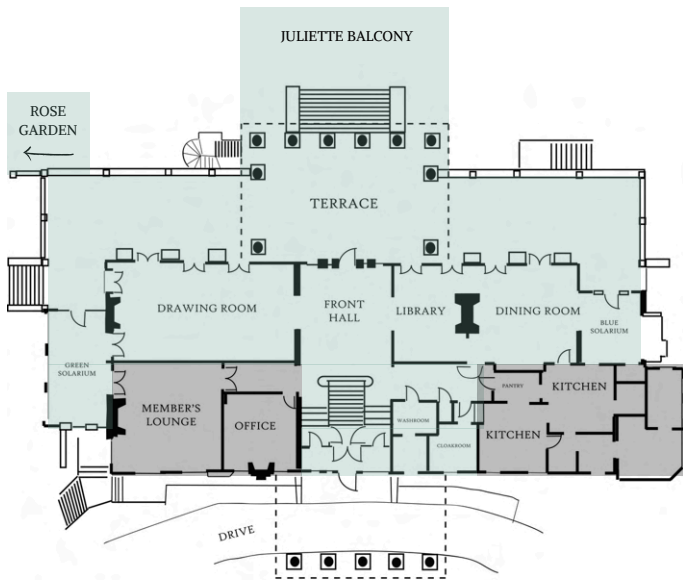 JULIETTE BALCONY
ROSE
GARDEN
TERRACE
DRAWING ROOM
FRONT
HALL
LIBRARY
DINING ROOM
BLUE
SOLARIUM
GREEN
SOLARIUM
MEMBER'S
LOUNGE
OFFICE
WASHROOM
CLOAKROOM
PANTRY
KITCHEN
KITCHEN
DRIVE